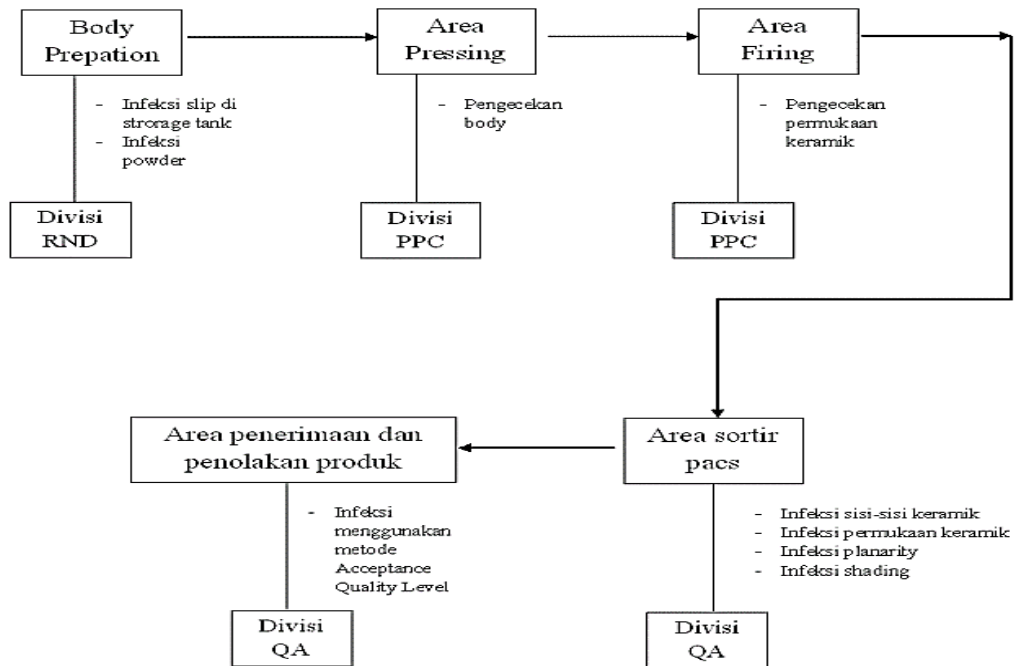 Body
Prepation
Area
Pressing
Area
Firing
- Infeksi slip di
strorage tank
- Infeksi
powder
- Pengecekan
body
- Pengecekan
permukaan
keramik
Divisi
RND
Divisi
PPC
Divisi
PPC
Area penerimaan dan
penolakan produk
Area sortir
pacs
- Infeksi
menggunakan
metode
Acceptance
Quality Level
- Infeksi sisi-sisi keramik
- Infeksi permukaan keramik
- Infeksi planarity
- Infeksi shading
Divisi
QA
Divisi
QA